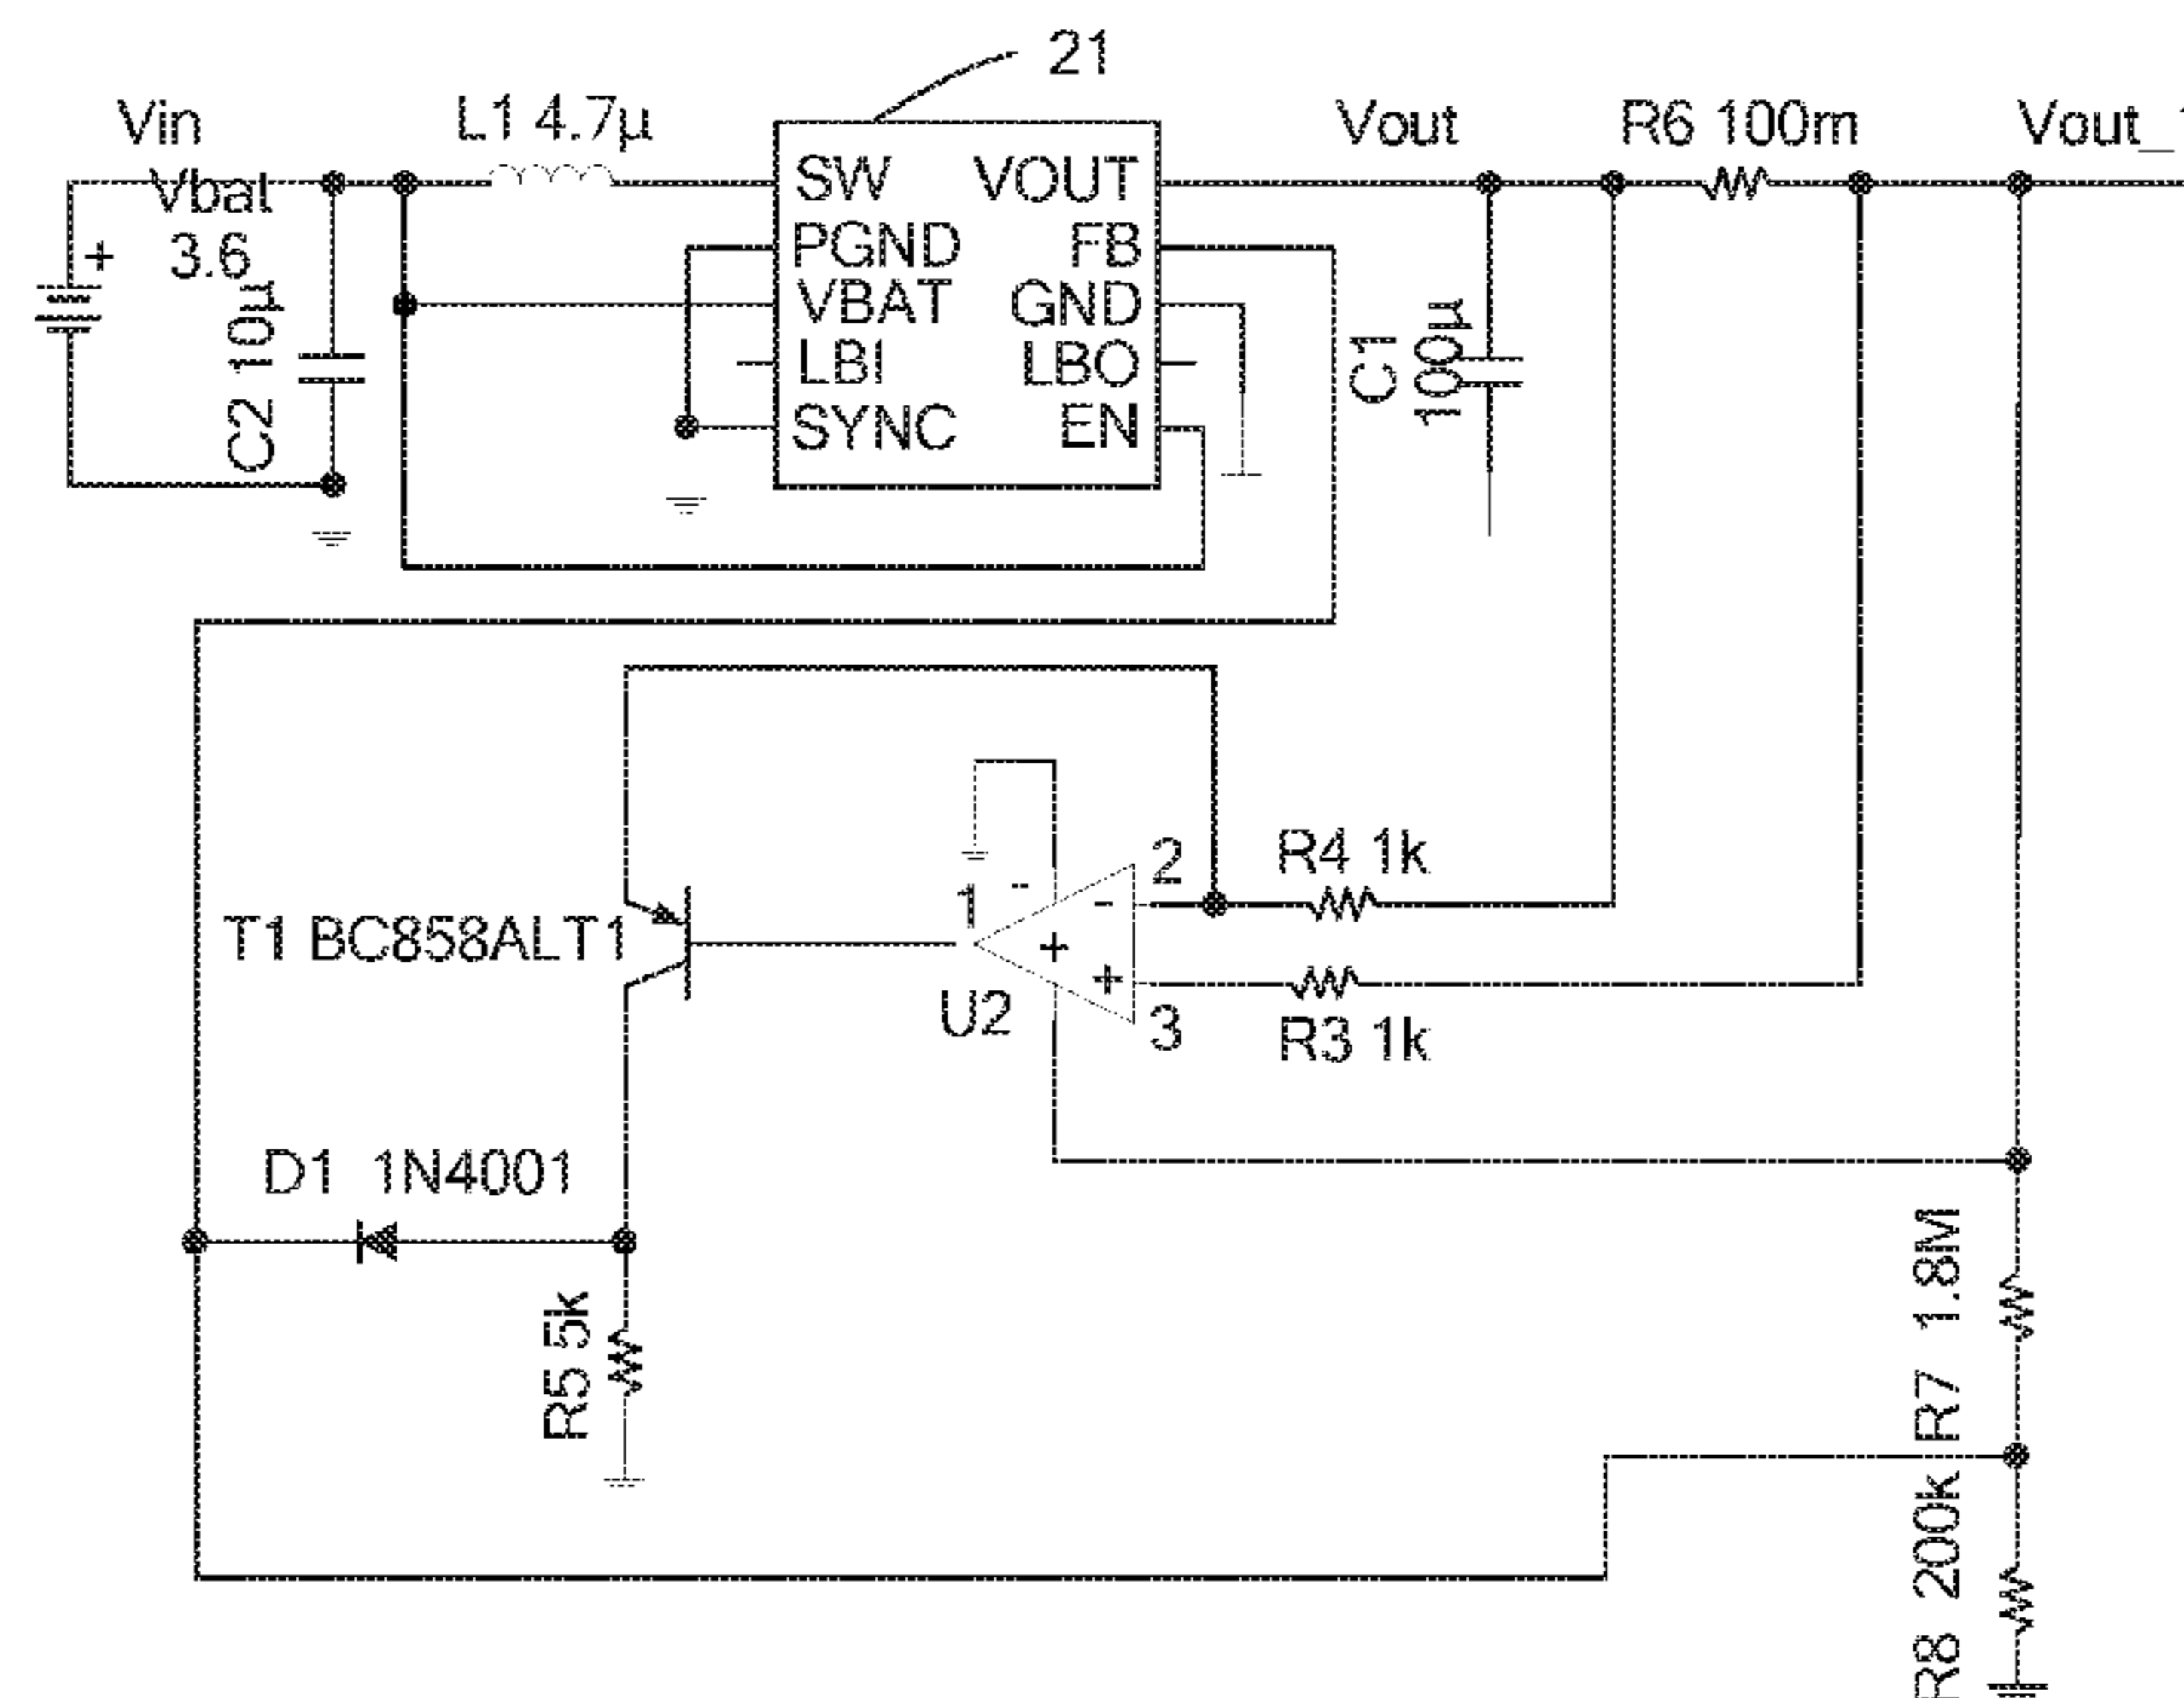 21
Vin
L1 4.7µ
Vout
R6 100m
Vout_
Vbat
3.6
+
C2 10µ
SW VOUT
PGND FB
VBAT GND
LBI LBO
SYNC EN
C1
100µ
2
R4 1k
1
-
-
T1 BC858ALT1
+
+
U2
3
R3 1k
D1 1N4001
R5 5k
R7 1.8M
R8 200k